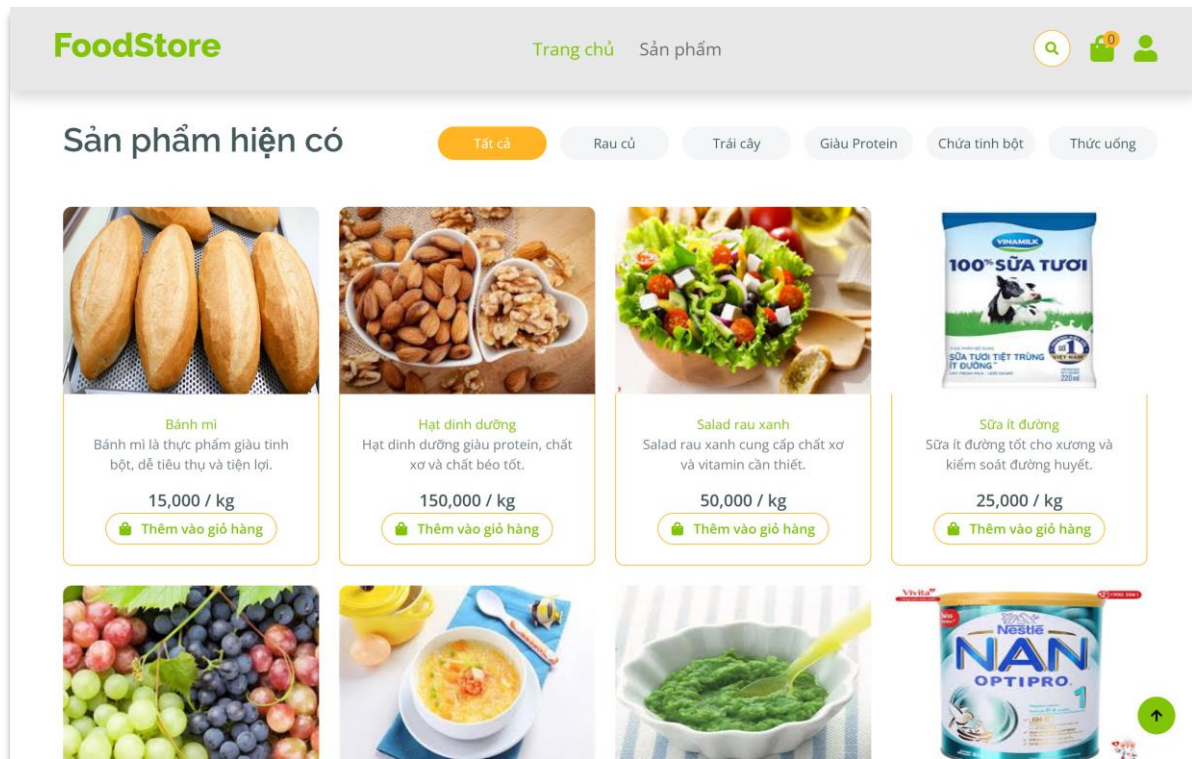 FoodStore
Trang chủ
Sản phẩm
0
Sản phẩm hiện có
Tất cả
Rau củ
Trái cây
Giàu Protein
Chứa tinh bột
Thức uống
VINAMILK
100% SỮA TƯƠI
SỮA TƯƠI TIỆT TRÙNG
ÍT ĐƯỜNG
SỐ 1
VIỆT NAM
220ml
Bánh mì
Bánh mì là thực phẩm giàu tinh
bột, dễ tiêu thụ và tiện lợi.
15,000 / kg
Thêm vào giỏ hàng
Hạt dinh dưỡng
Hạt dinh dưỡng giàu protein, chất
xơ và chất béo tốt.
150,000 / kg
Thêm vào giỏ hàng
Salad rau xanh
Salad rau xanh cung cấp chất xơ
và vitamin cần thiết.
50,000 / kg
Thêm vào giỏ hàng
Sữa ít đường
Sữa ít đường tốt cho xương và
kiểm soát đường huyết.
25,000 / kg
Thêm vào giỏ hàng
Vivita
Nestlé
NAN
OPTIPRO
1